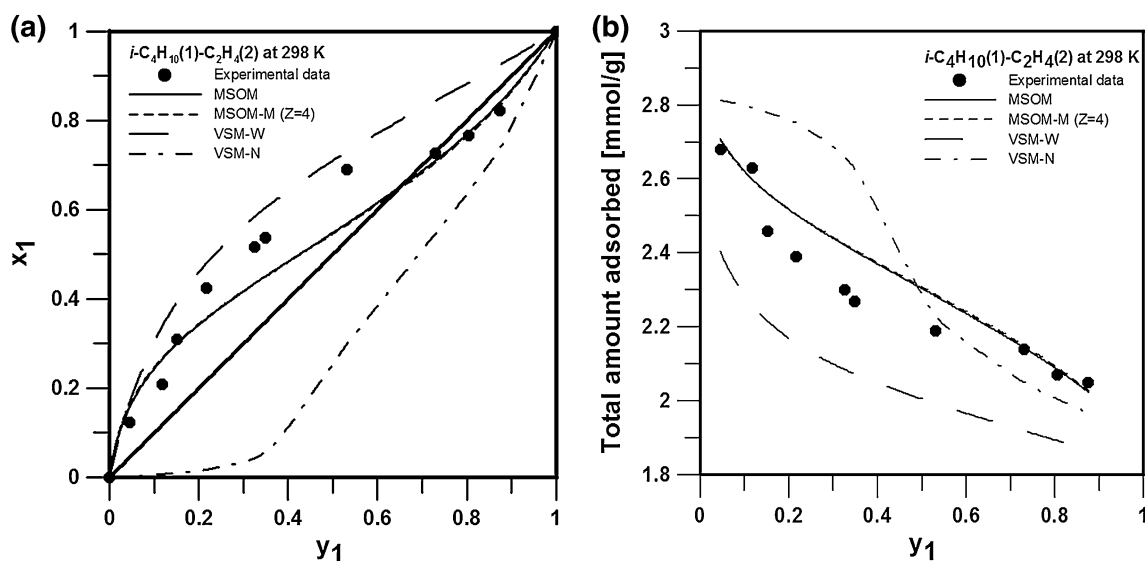 (a)
1
0.8
0.6
0.4
0.2
0
x1
i-C4H10(1)-C2H4(2) at 298 K
Experimental data
MSOM
MSOM-M (Z=4)
VSM-W
VSM-N
0 0.2 0.4 0.6 0.8 1
y1
(b)
3
2.8
2.6
2.4
2.2
2
1.8
Total amount adsorbed [mmol/g]
i-C4H10(1)-C2H4(2) at 298 K
Experimental data
MSOM
MSOM-M (Z=4)
VSM-W
VSM-N
0 0.2 0.4 0.6 0.8 1
y1